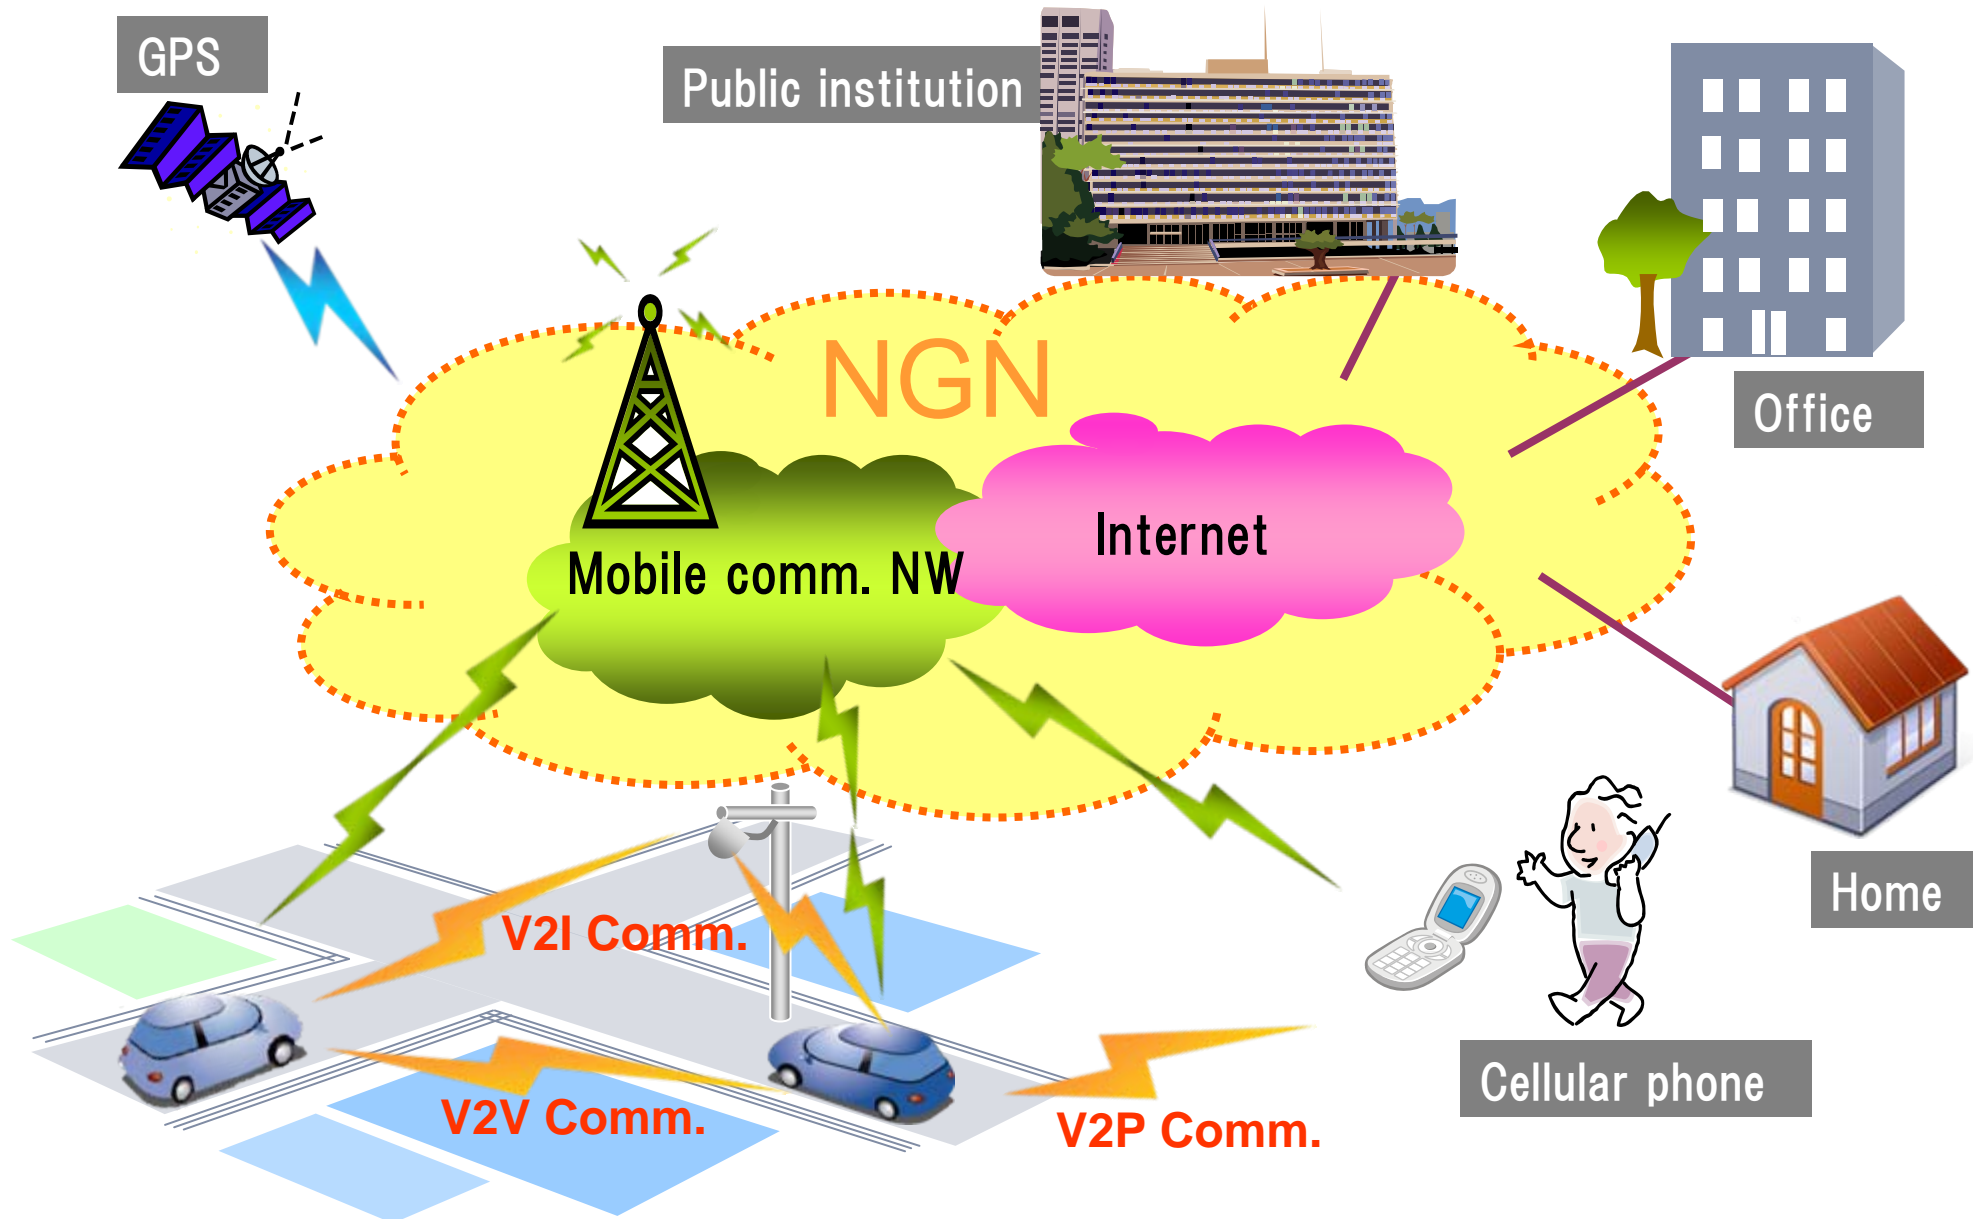 GPS
Public institution
Office
NGN
Internet
Mobile comm. NW
Home
V2I Comm.
Cellular phone
V2V Comm.
V2P Comm.